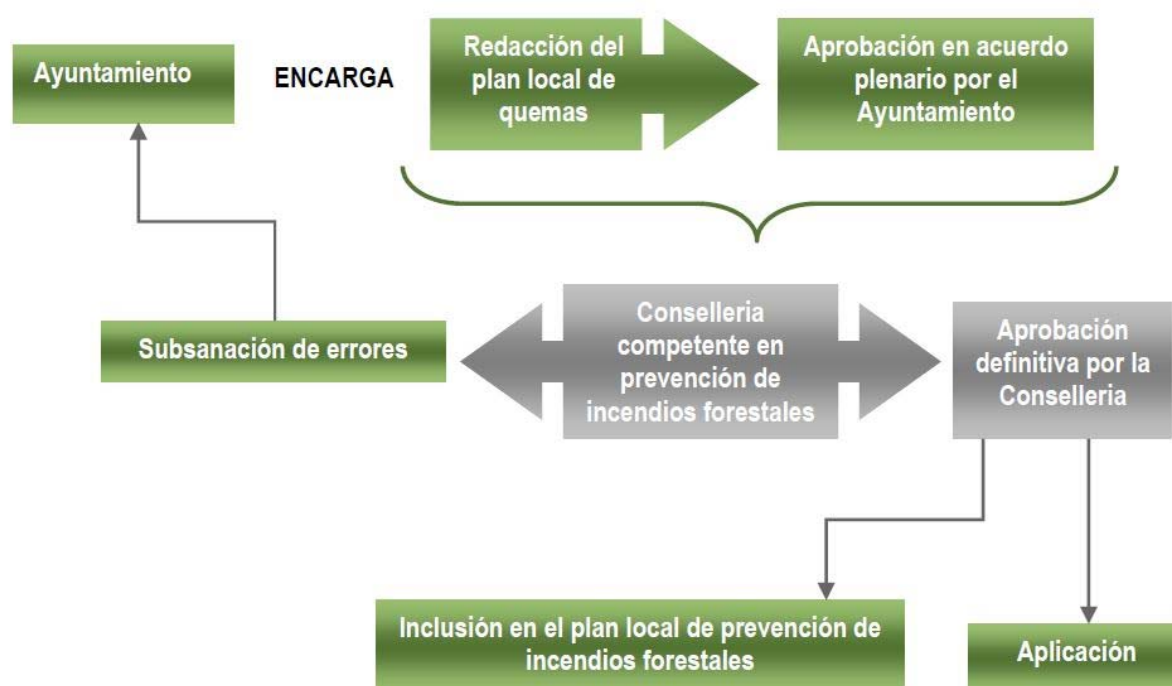 Ayuntamiento
ENCARGA
Redacción del
plan local de
quemas
Aprobación en acuerdo
plenario por el
Ayuntamiento
Subsanación de errores
Conselleria
competente en
prevención de
incendios forestales
Aprobación
definitiva por la
Conselleria
Inclusión en el plan local de prevención de
incendios forestales
Aplicación